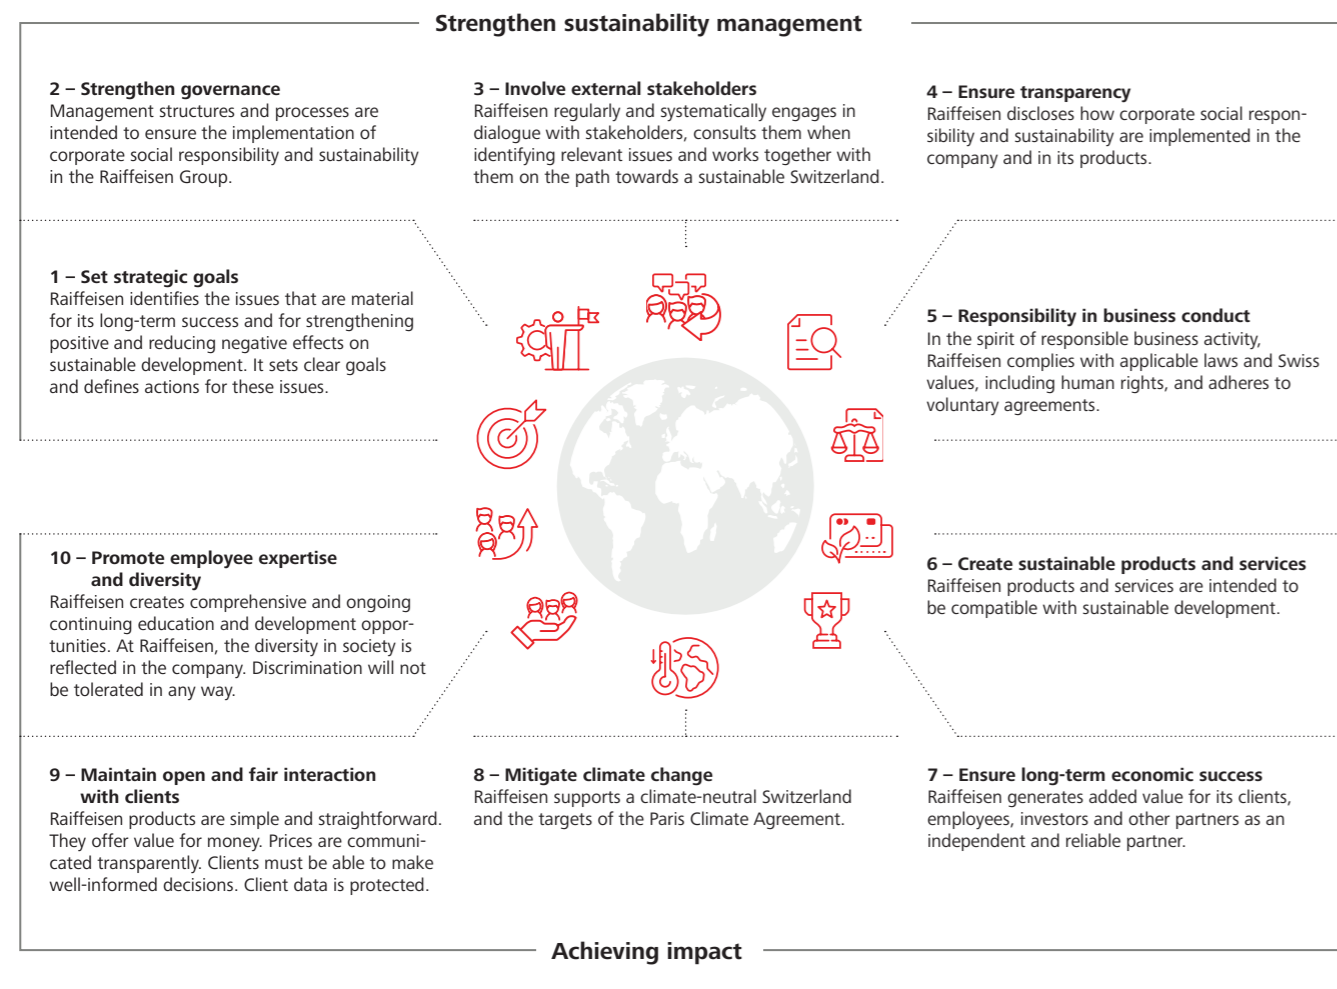 Strengthen sustainability management
2 – Strengthen governance
Management structures and processes are
intended to ensure the implementation of
corporate social responsibility and sustainability
in the Raiffeisen Group.
3 – Involve external stakeholders
Raiffeisen regularly and systematically engages in
dialogue with stakeholders, consults them when
identifying relevant issues and works together with
them on the path towards a sustainable Switzerland.
4 – Ensure transparency
Raiffeisen discloses how corporate social respon-
sibility and sustainability are implemented in the
company and in its products.
1 – Set strategic goals
Raiffeisen identifies the issues that are material
for its long-term success and for strengthening
positive and reducing negative effects on
sustainable development. It sets clear goals
and defines actions for these issues.
5 – Responsibility in business conduct
In the spirit of responsible business activity,
Raiffeisen complies with applicable laws and Swiss
values, including human rights, and adheres to
voluntary agreements.
10 – Promote employee expertise
and diversity
Raiffeisen creates comprehensive and ongoing
continuing education and development oppor-
tunities. At Raiffeisen, the diversity in society is
reflected in the company. Discrimination will not
be tolerated in any way.
6 – Create sustainable products and services
Raiffeisen products and services are intended to
be compatible with sustainable development.
9 – Maintain open and fair interaction
with clients
Raiffeisen products are simple and straightforward.
They offer value for money. Prices are communi-
cated transparently. Clients must be able to make
well-informed decisions. Client data is protected.
8 – Mitigate climate change
Raiffeisen supports a climate-neutral Switzerland
and the targets of the Paris Climate Agreement.
7 – Ensure long-term economic success
Raiffeisen generates added value for its clients,
employees, investors and other partners as an
independent and reliable partner.
Achieving impact